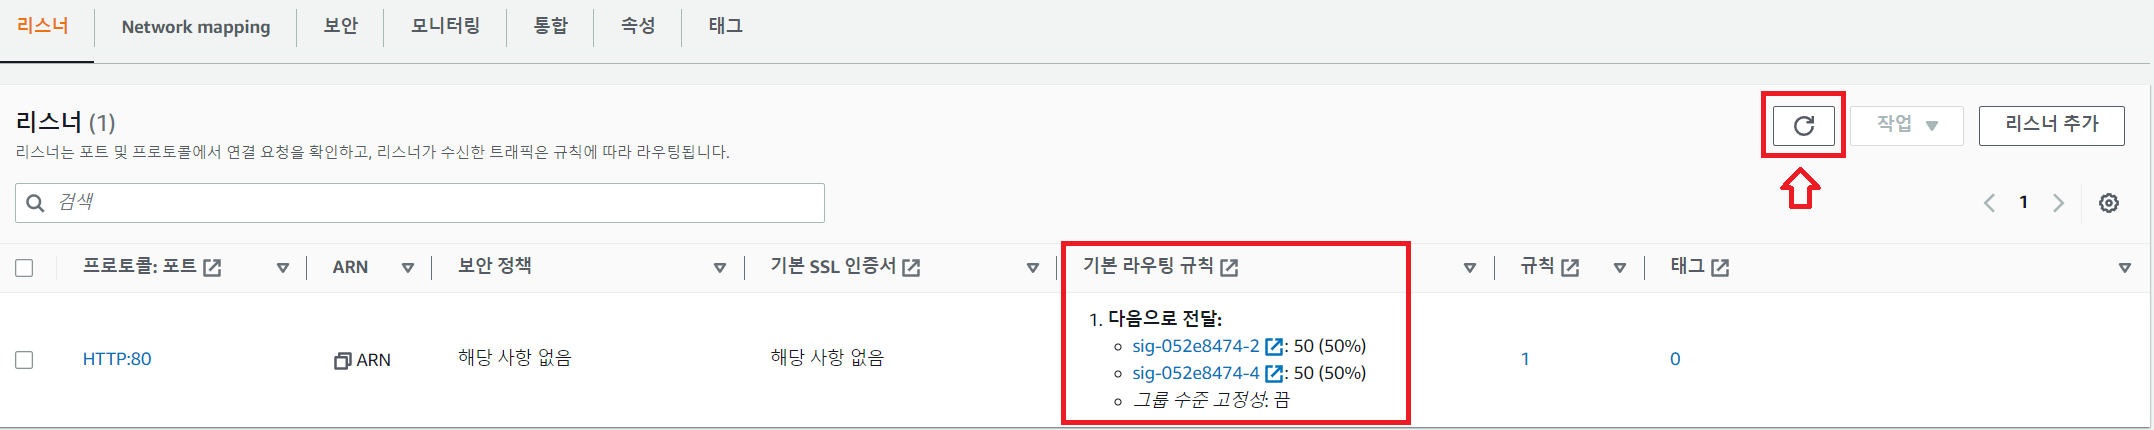 리스너 Network mapping 보안 모니터링 통합 속성 태그
리스너 (1)
작업 리스너 추가
리스너는 포트 및 프로토콜에서 연결 요청을 확인하고, 리스너가 수신한 트래픽은 규칙에 따라 라우팅됩니다.
검색
1
프로토콜: 포트 ARN 보안 정책 기본 SSL 인증서 기본 라우팅 규칙 규칙 태그
HTTP:80 ARN 해당 사항 없음 해당 사항 없음
1. 다음으로 전달:
sig-052e8474-2 : 50 (50%)
sig-052e8474-4 : 50 (50%)
그룹 수준 고정성: 끔
1 0